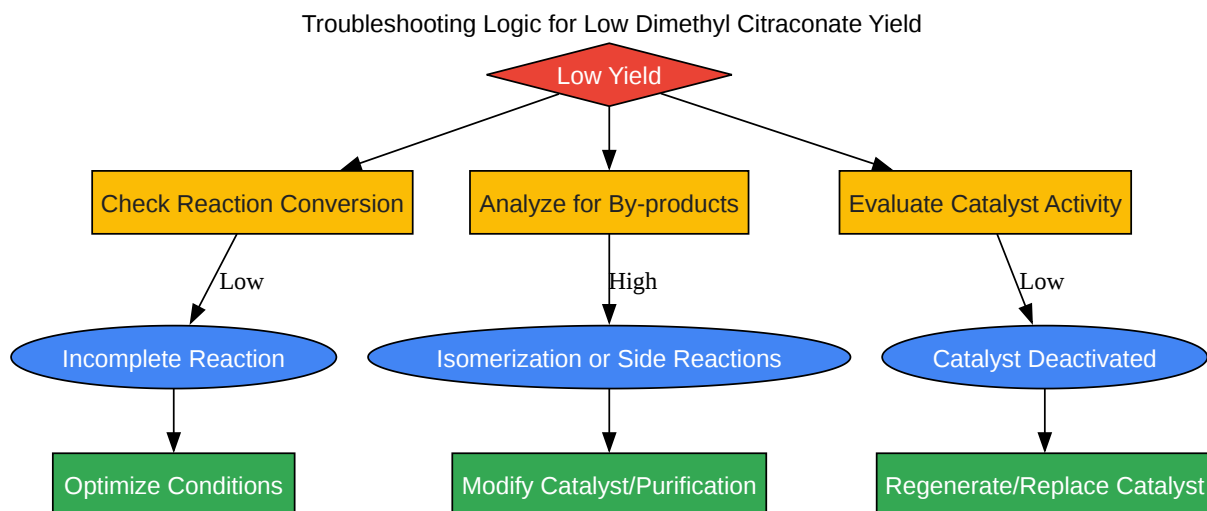 Troubleshooting Logic for Low Dimethyl Citraconate Yield
Low Yield
Check Reaction Conversion
Analyze for By-products
Evaluate Catalyst Activity
Low
High
Low
Incomplete Reaction
Isomerization or Side Reactions
Catalyst Deactivated
Optimize Conditions
Modify Catalyst/Purification
Regenerate/Replace Catalyst